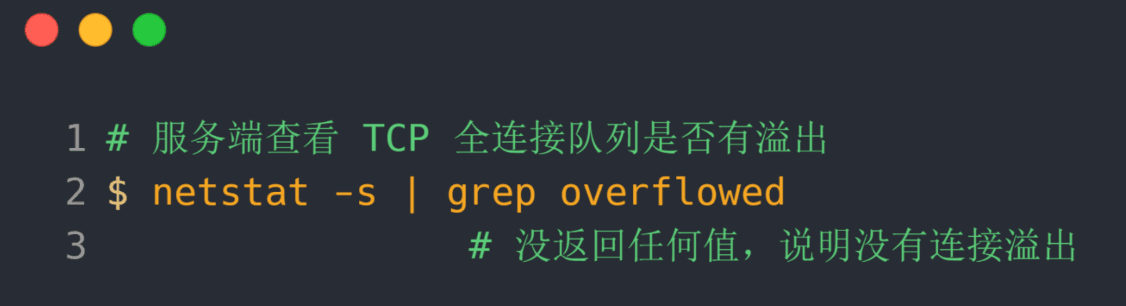 1 # 服务端查看 TCP 全连接队列是否有溢出
2 $ netstat -s | grep overflowed
3 # 没返回任何值，说明没有连接溢出